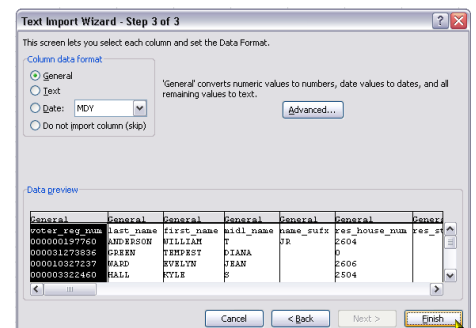 Text Import Wizard - Step 3 of 3
This screen lets you select each column and set the Data Format.
Column data format
General
Text
Date: MDY
Do not import column (skip)
'General' converts numeric values to numbers, date values to dates, and all
remaining values to text.
Advanced...
Data preview
General General General General General General Genera
voter_reg_num last_name first_name midl_name name_sufx res_house_num res_st
000000197760 ANDERSON WILLIAM T JR 2604
000031273836 GREEN TEMPEST DIANA 0
000010327237 WARD EVELYN JEAN 2606
000003322460 HALL KYLE S 2504
Cancel < Back Next > Finish